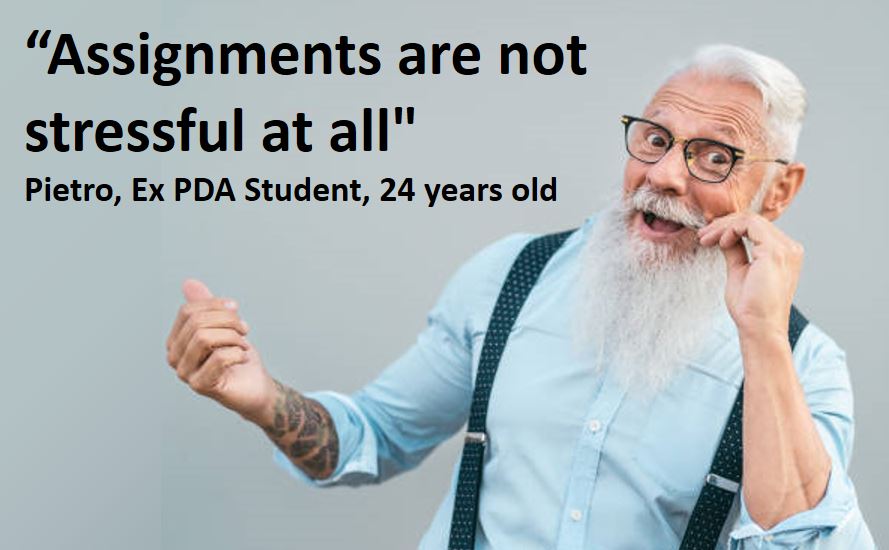 “Assignments are not
stressful at all"
Pietro, Ex PDA Student, 24 years old